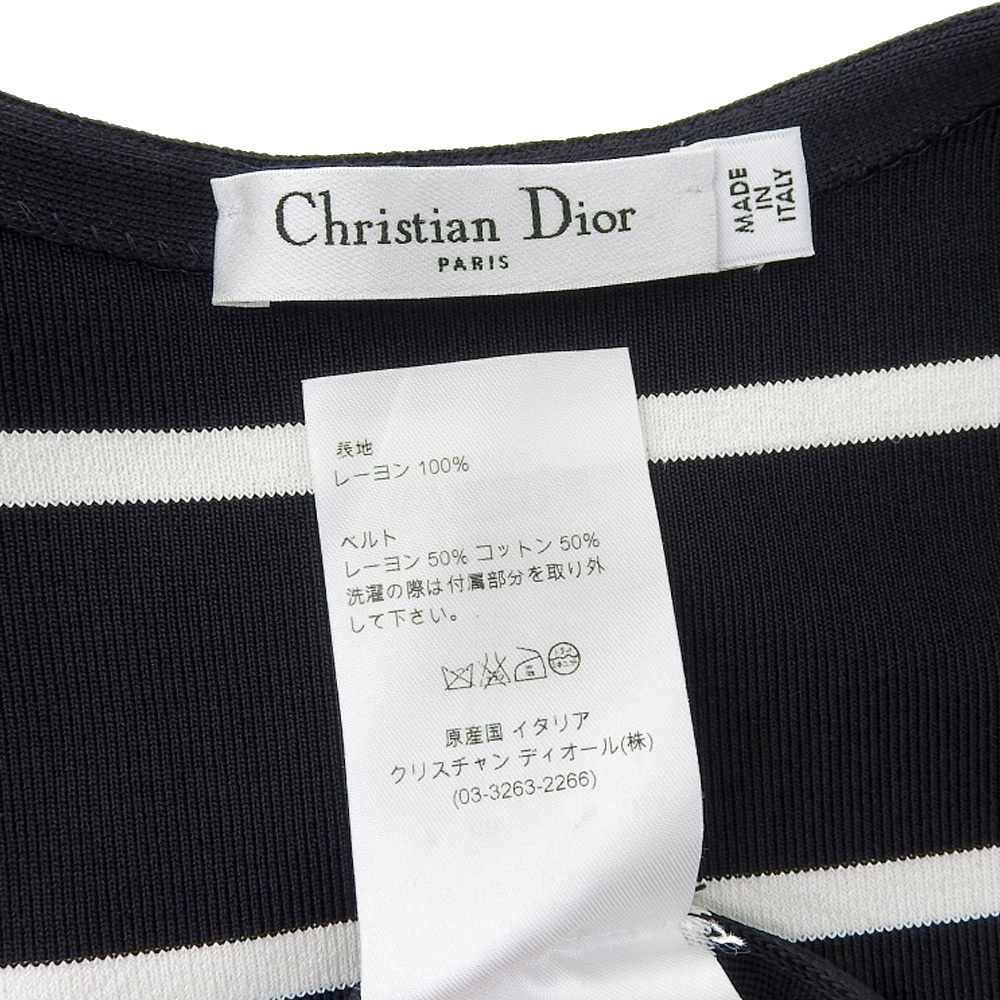 Christian Dior
PARIS
MADE
IN
ITALY
表地
レーヨン 100%
ベルト
レーヨン 50% コットン 50%
洗濯の際は付属部分を取り外
して下さい。
原産国 イタリア
クリスチャン ディオール(株)
(03-3263-2266)